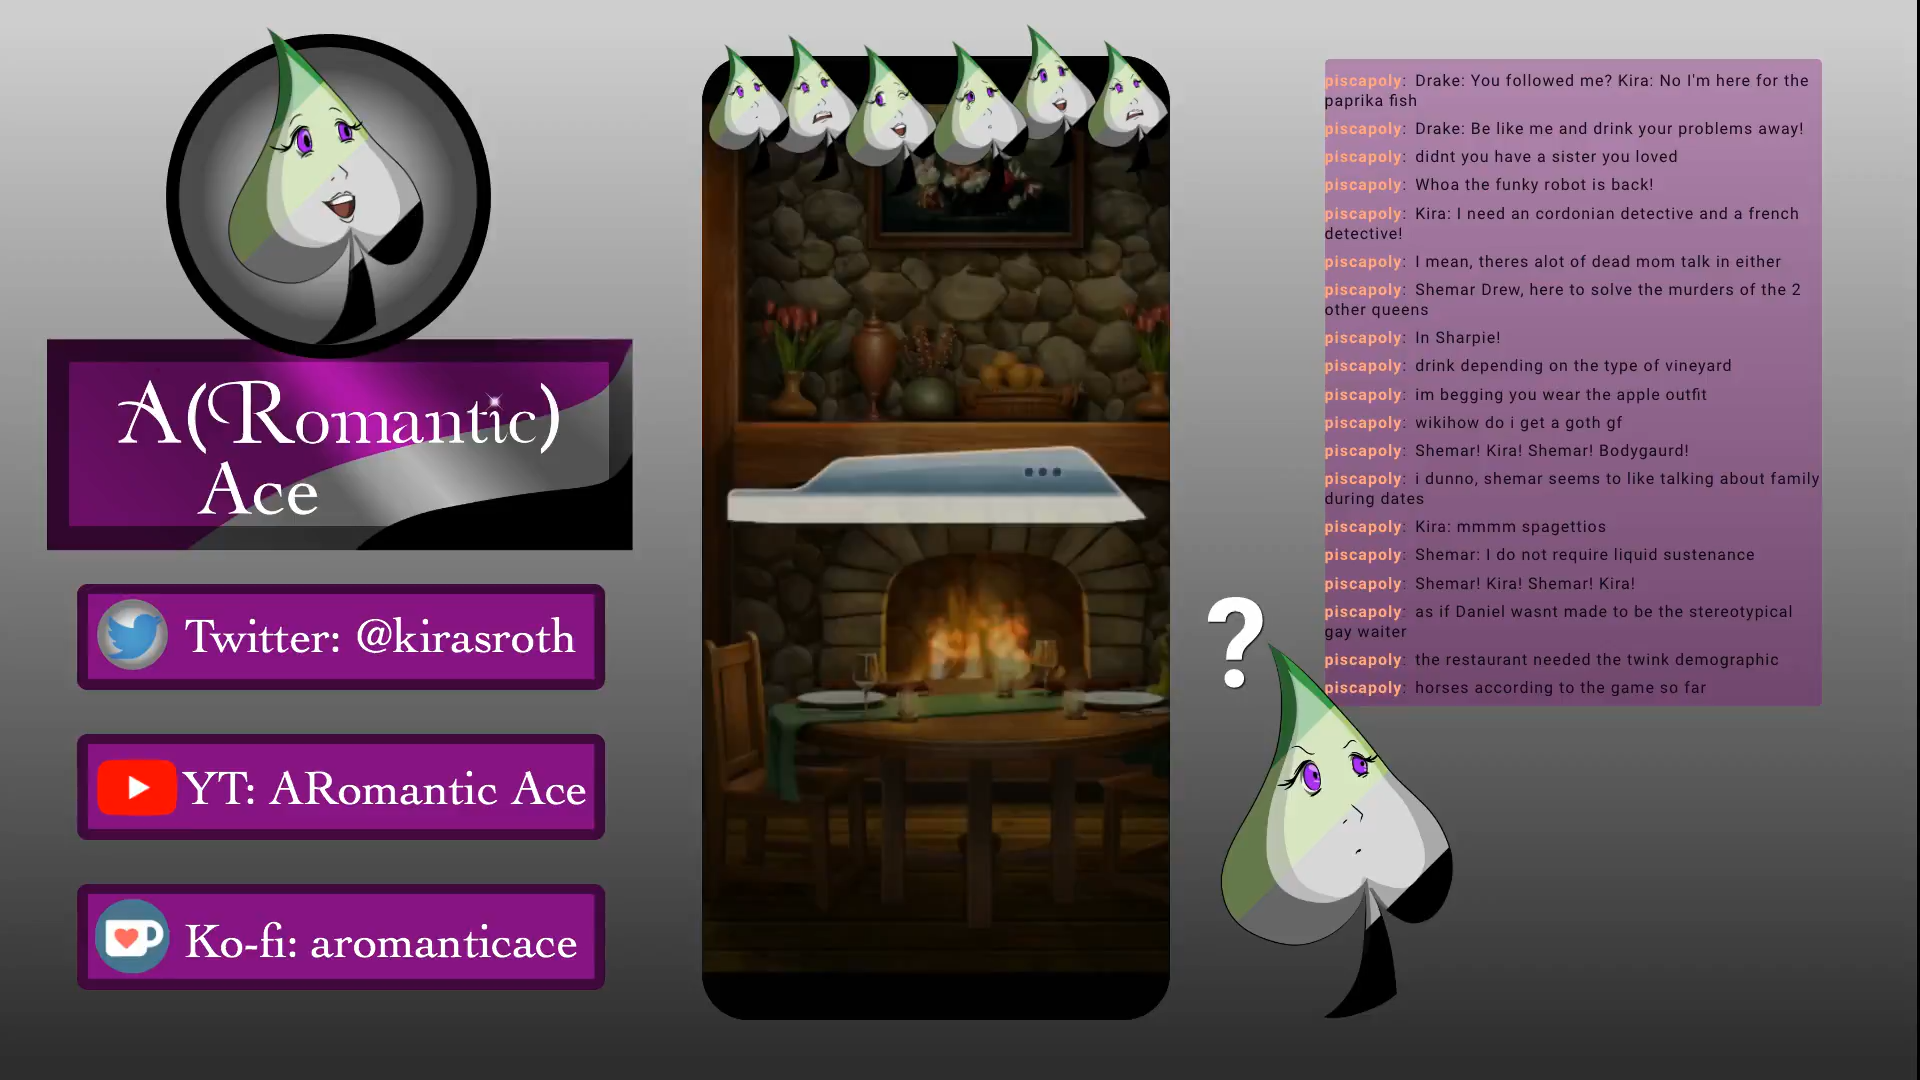 A(Romantic)
Ace
Twitter: @kirasroth
YT: ARomantic Ace
Ko-fi: aromanticace
?
piscapoly: Drake: You followed me? Kira: No I'm here for the
paprika fish
piscapoly: Drake: Be like me and drink your problems away!
piscapoly: didnt you have a sister you loved
piscapoly: Whoa the funky robot is back!
piscapoly: Kira: I need an cordonian detective and a french
detective!
piscapoly: I mean, theres alot of dead mom talk in either
piscapoly: Shemar Drew, here to solve the murders of the 2
other queens
piscapoly: In Sharpie!
piscapoly: drink depending on the type of vineyard
piscapoly: im begging you wear the apple outfit
piscapoly: wikihow do i get a goth gf
piscapoly: Shemar! Kira! Shemar! Bodygaurd!
piscapoly: i dunno, shemar seems to like talking about family
during dates
piscapoly: Kira: mmmm spagettios
piscapoly: Shemar: I do not require liquid sustenance
piscapoly: Shemar! Kira! Shemar! Kira!
piscapoly: as if Daniel wasnt made to be the stereotypical
gay waiter
piscapoly: the restaurant needed the twink demographic
piscapoly: horses according to the game so far